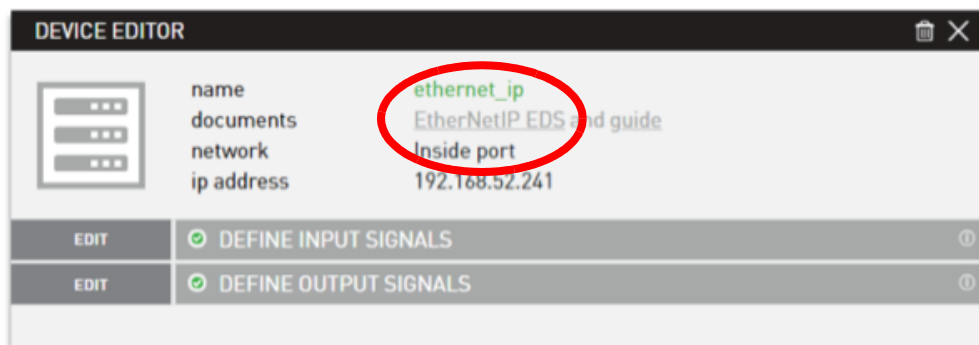 DEVICE EDITOR
name ethernet_ip
documents EtherNetIP EDS and guide
network Inside port
ip address 192.168.52.241
EDIT DEFINE INPUT SIGNALS
EDIT DEFINE OUTPUT SIGNALS